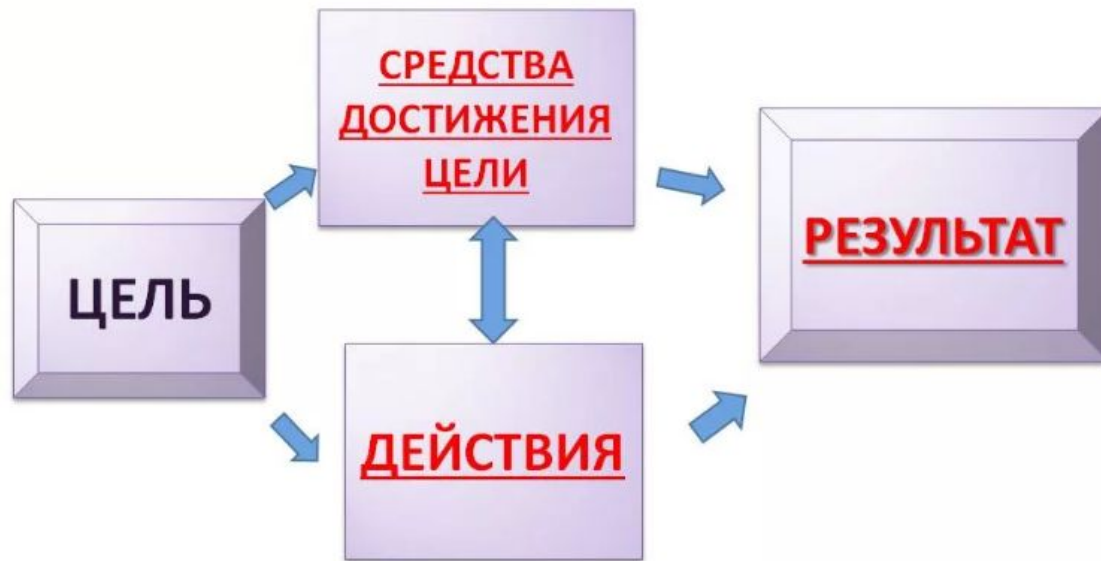 ЦЕЛЬ
СРЕДСТВА
ДОСТИЖЕНИЯ
ЦЕЛИ
ДЕЙСТВИЯ
РЕЗУЛЬТАТ